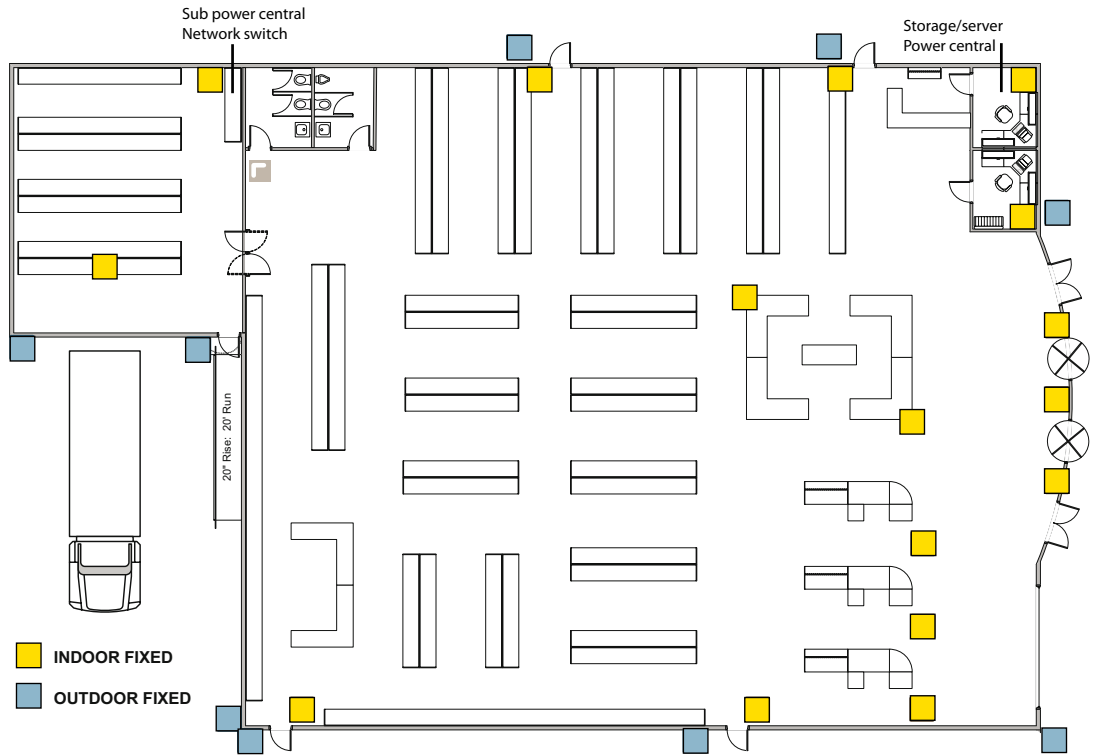 Sub power central
Network switch
Storage/server
Power central
20" Rise: 20' Run
INDOOR FIXED
OUTDOOR FIXED